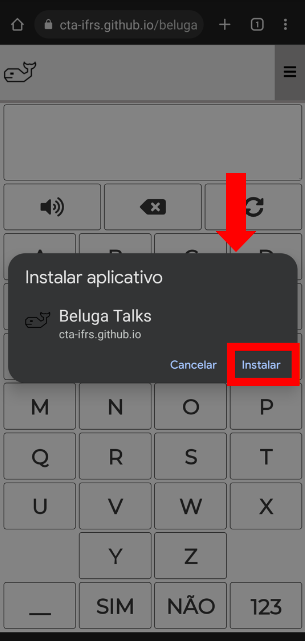 cta-ifrs.github.io/beluga
1
Instalar aplicativo
Beluga Talks
cta-ifrs.github.io
Cancelar Instalar
M N O P
Q R S T
U V W X
Y Z
__ SIM NÃO 123